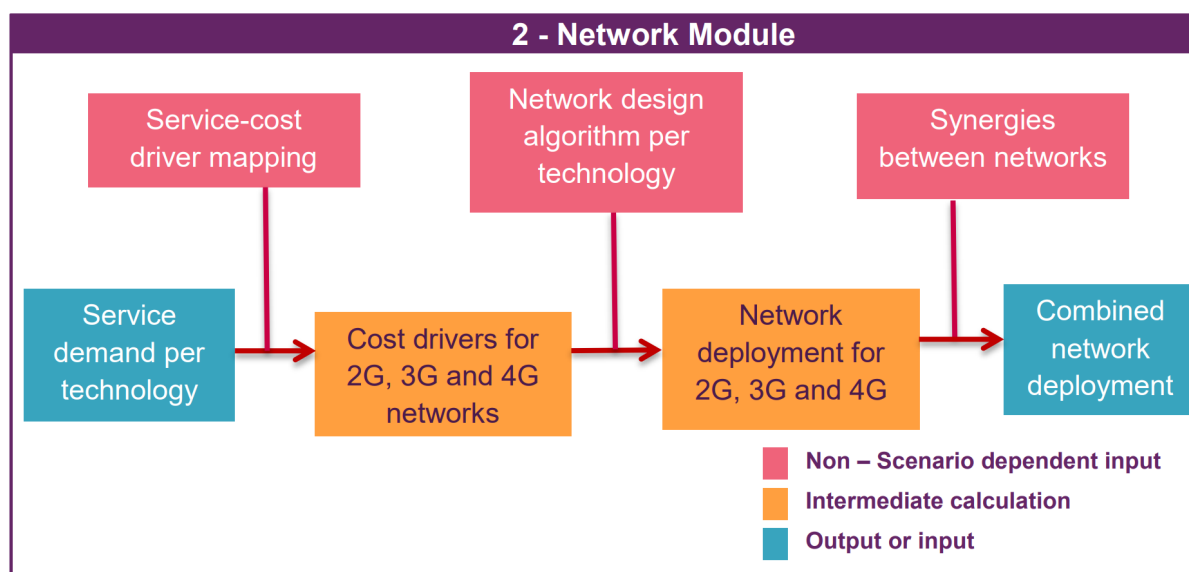 2 - Network Module
Service-cost
driver mapping
Network design
algorithm per
technology
Synergies
between networks
Service
demand per
technology
Cost drivers for
2G, 3G and 4G
networks
Network
deployment for
2G, 3G and 4G
Combined
network
deployment
Non – Scenario dependent input
Intermediate calculation
Output or input